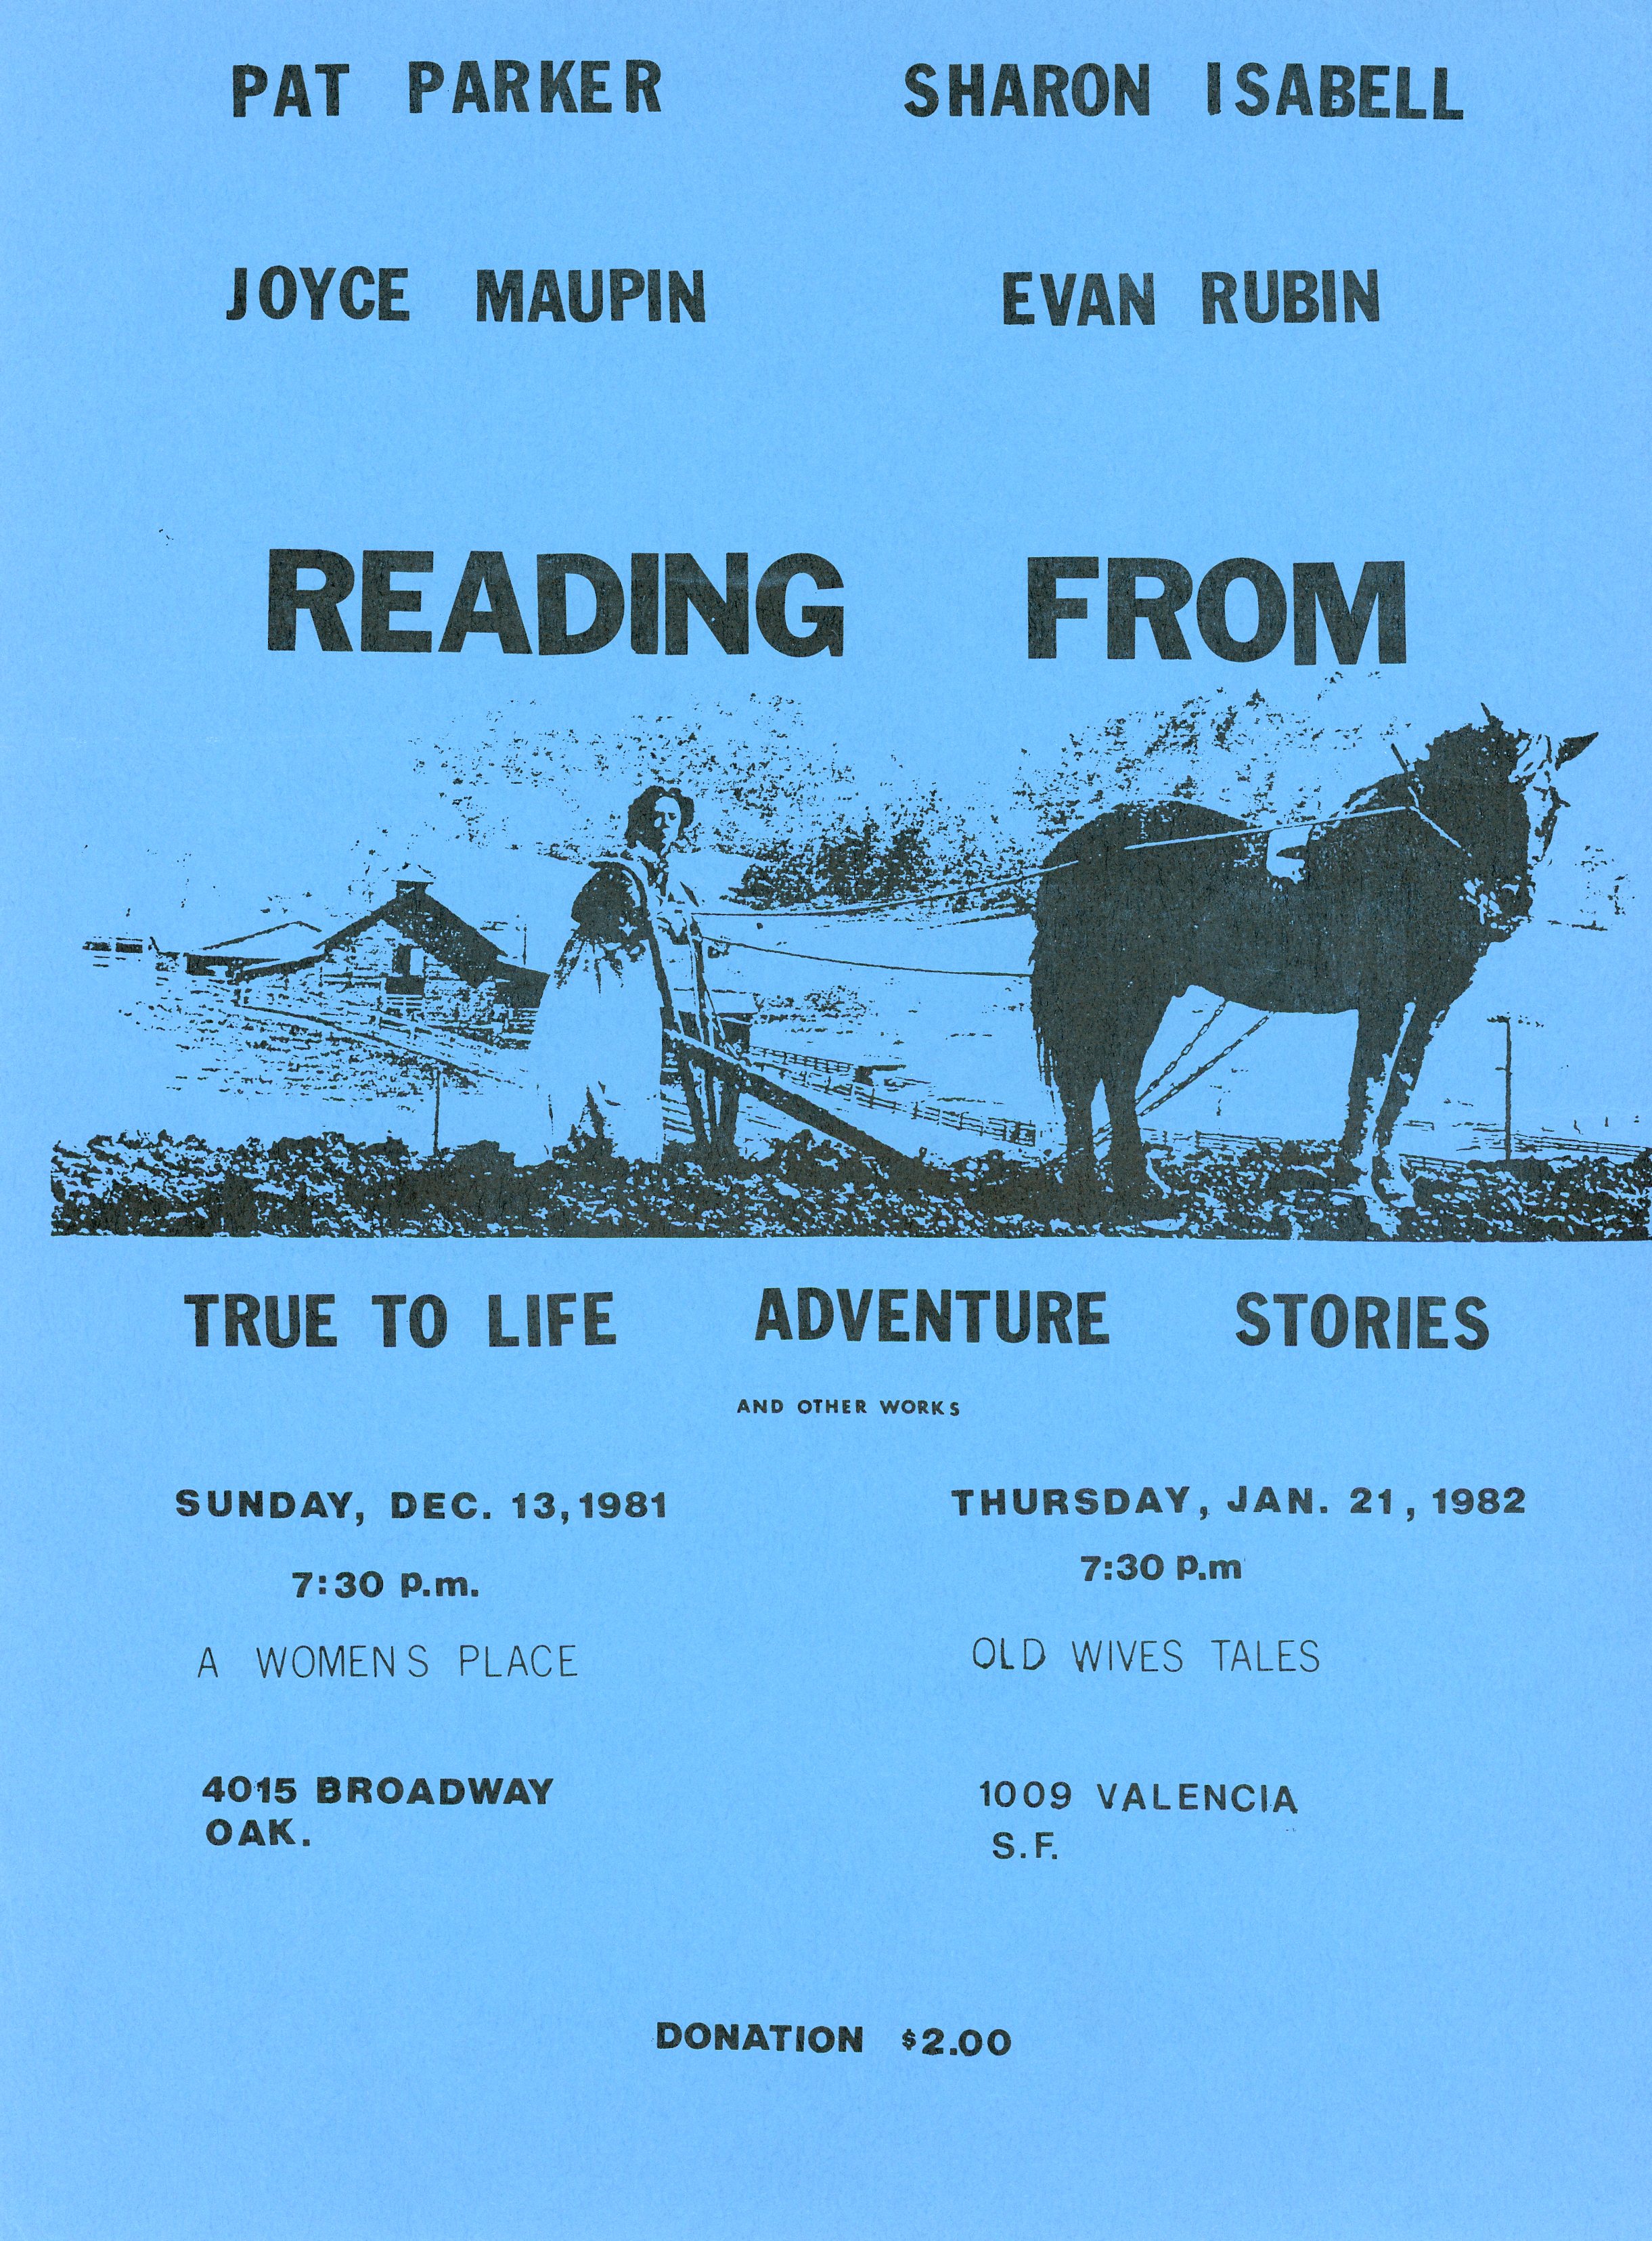 PAT PARKER
SHARON ISABELL
JOYCE MAUPIN
EVAN RUBIN
READING FROM
TRUE TO LIFE ADVENTURE STORIES
AND OTHER WORKS
SUNDAY, DEC. 13, 1981
7:30 p.m.
A WOMENS PLACE
4015 BROADWAY
OAK.
THURSDAY, JAN. 21, 1982
7:30 p.m
OLD WIVES TALES
1009 VALENCIA
S.F.
DONATION $2.00